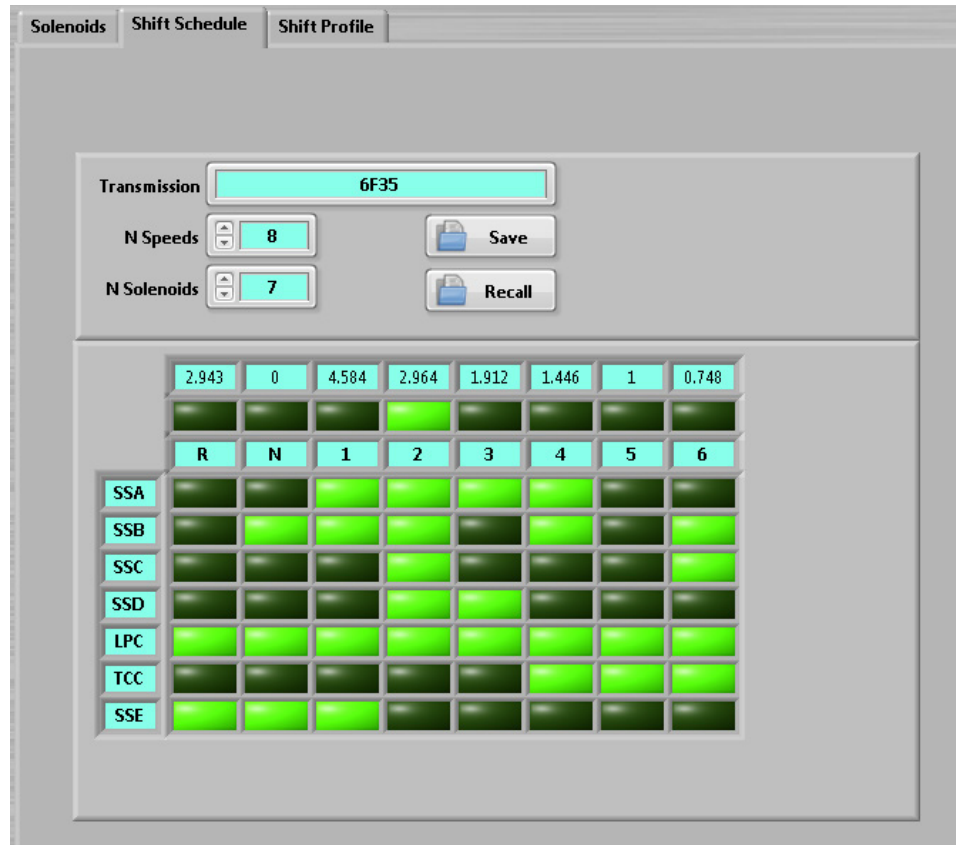 Solenoids Shift Schedule Shift Profile
Transmission 6F35
N Speeds 8 Save
N Solenoids 7 Recall
2.943 0 4.584 2.964 1.912 1.446 1 0.748
R N 1 2 3 4 5 6
SSA
SSB
SSC
SSD
LPC
TCC
SSE